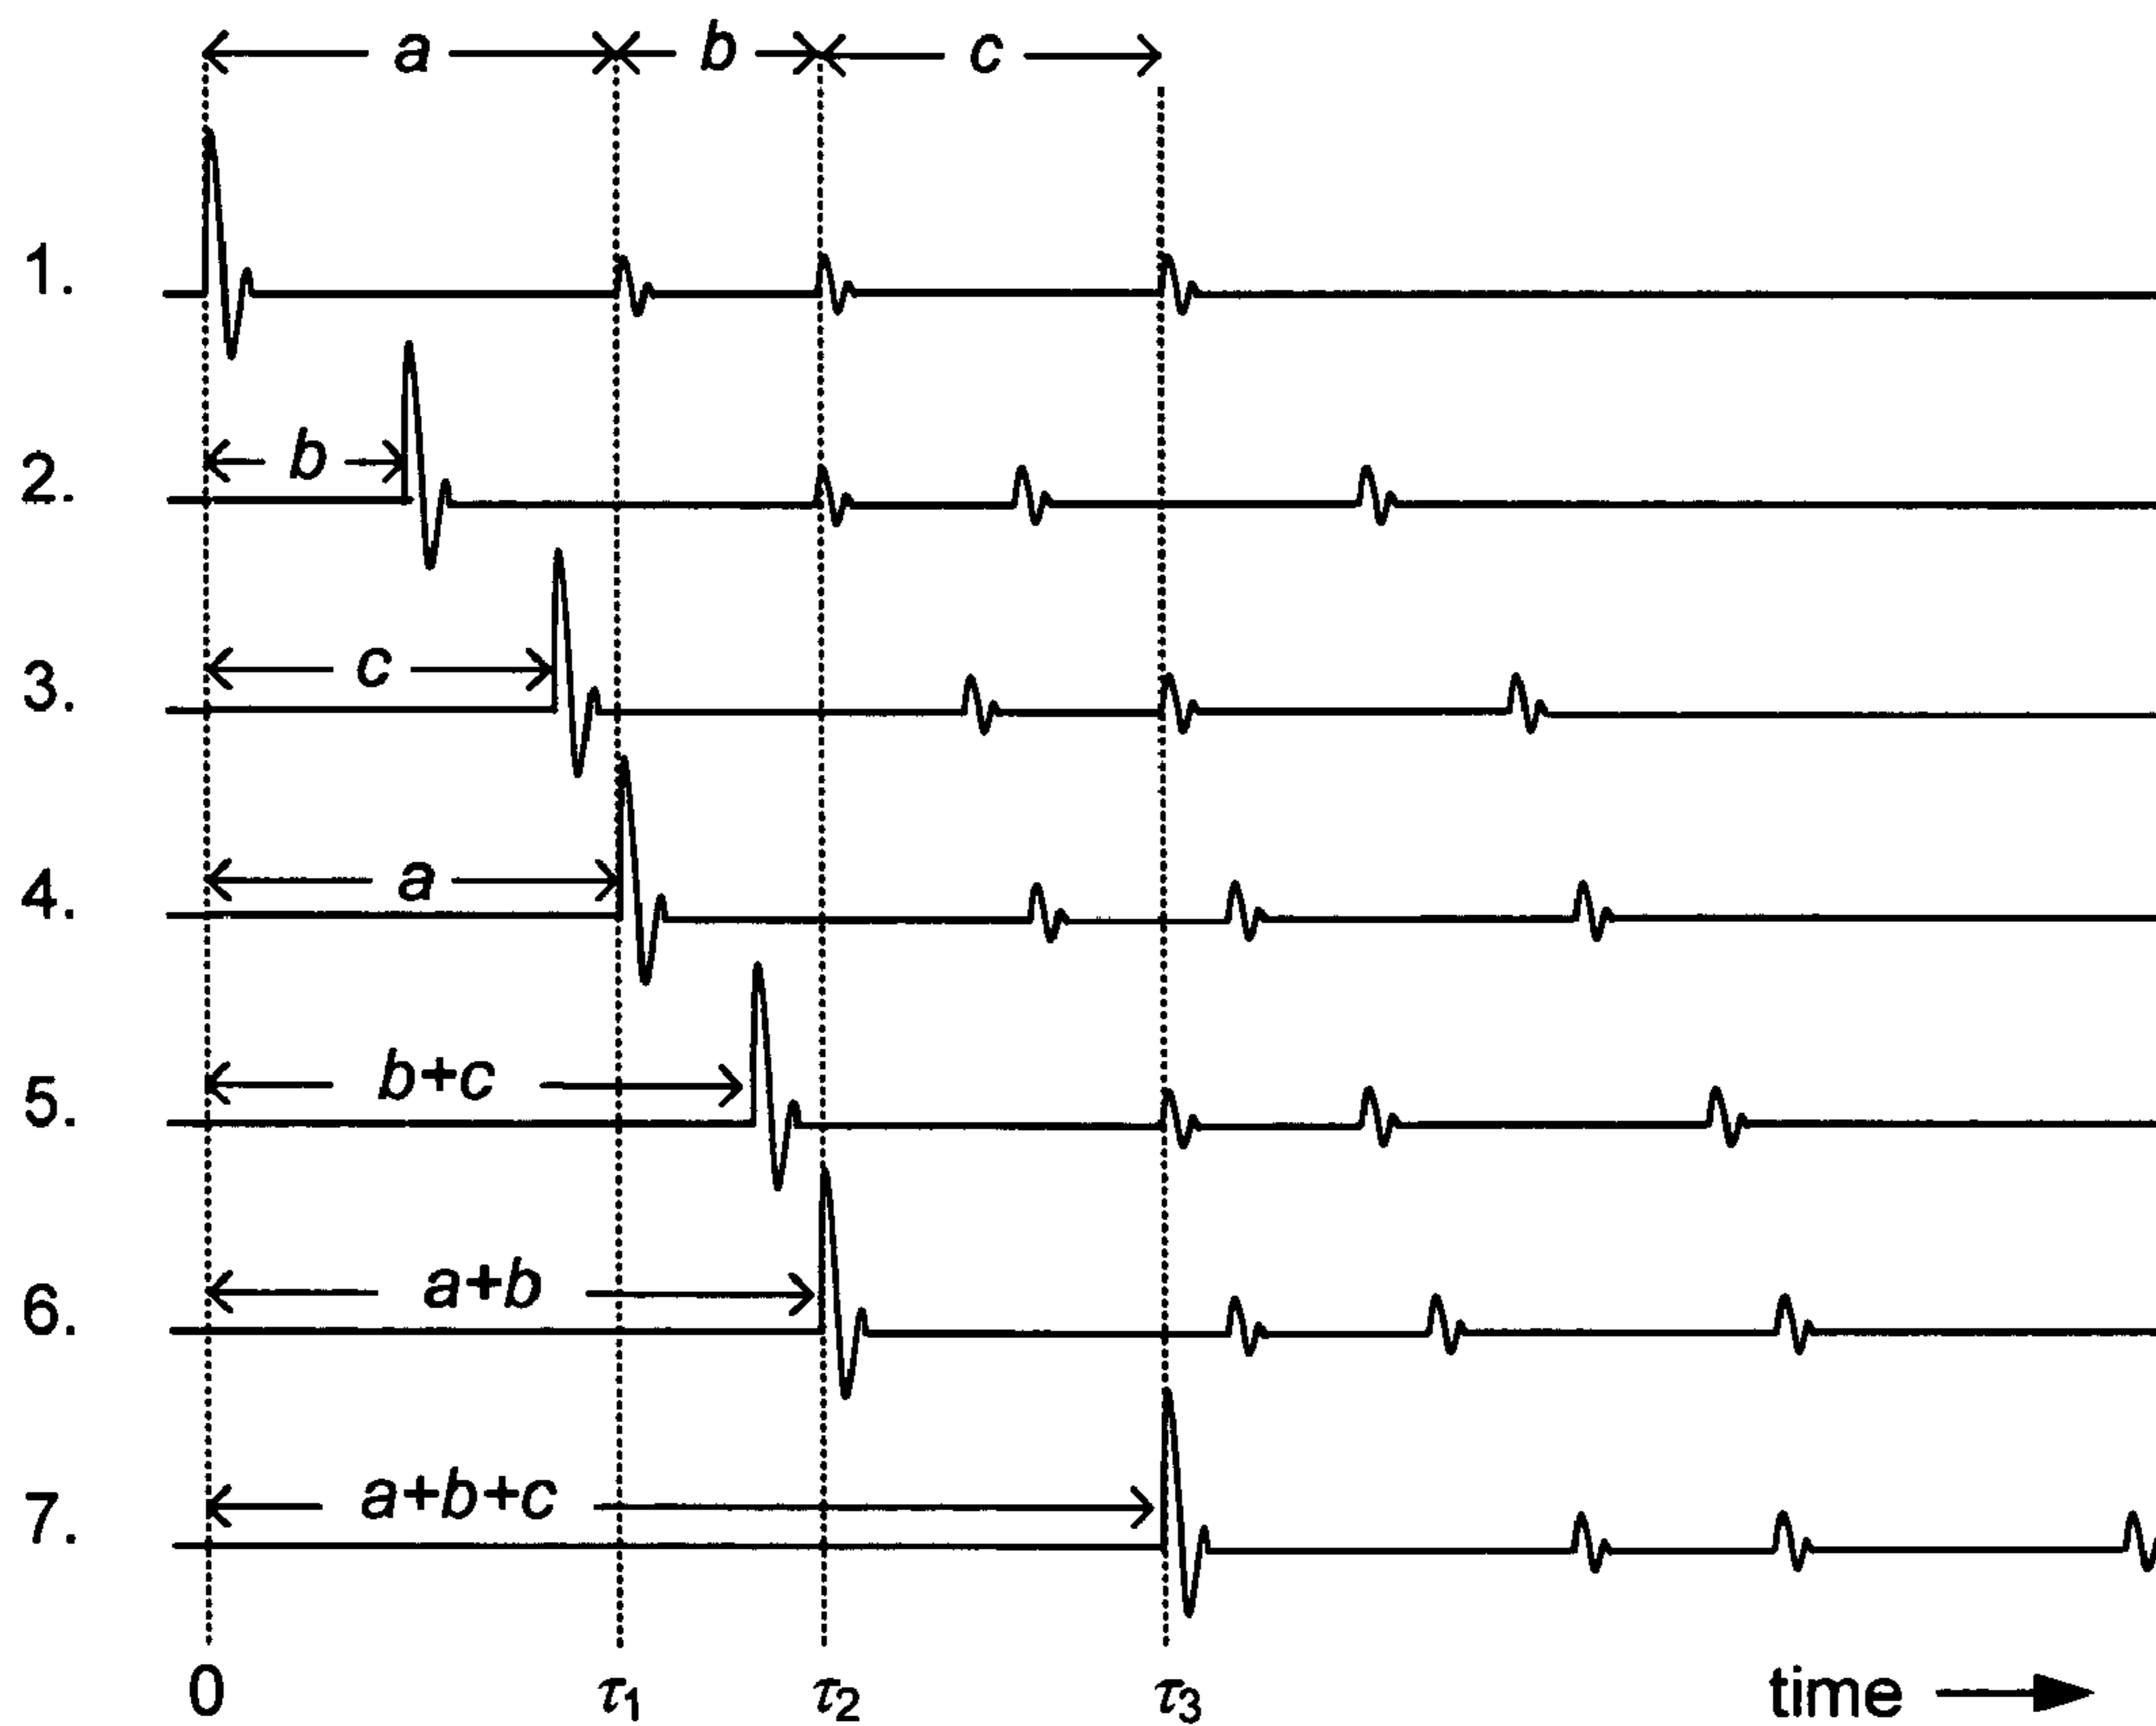 a b c
1.
b
2.
c
3.
a
4.
b+c
5.
a+b
6.
a+b+c
7.
0 τ1 τ2 τ3 time